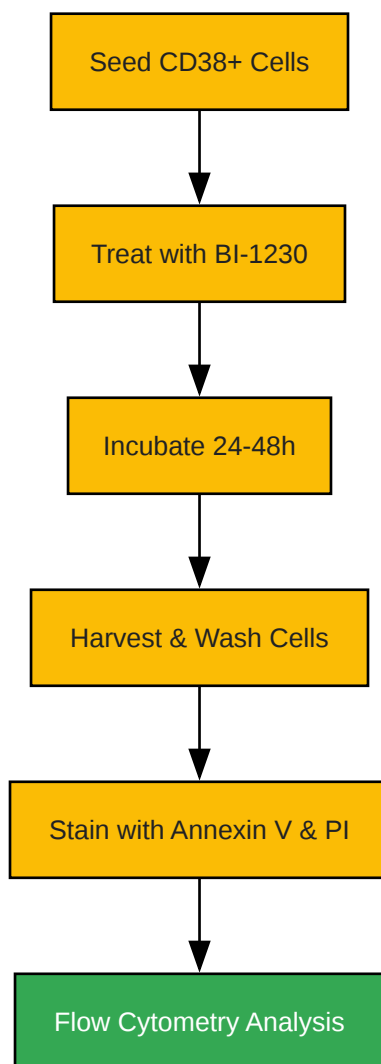 Seed CD38+ Cells
Treat with BI-1230
Incubate 24-48h
Harvest & Wash Cells
Stain with Annexin V & PI
Flow Cytometry Analysis